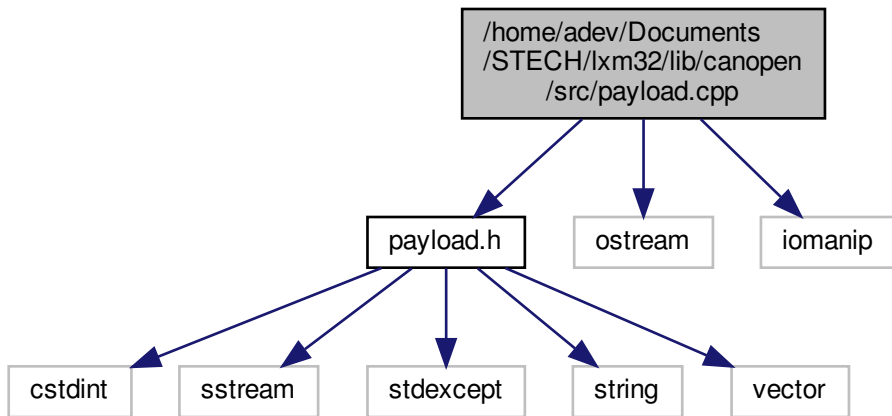 /home/adev/Documents
/STECH/lxm32/lib/canopen
/src/payload.cpp
payload.h
ostream
iomanip
cstdint
sstream
stdexcept
string
vector